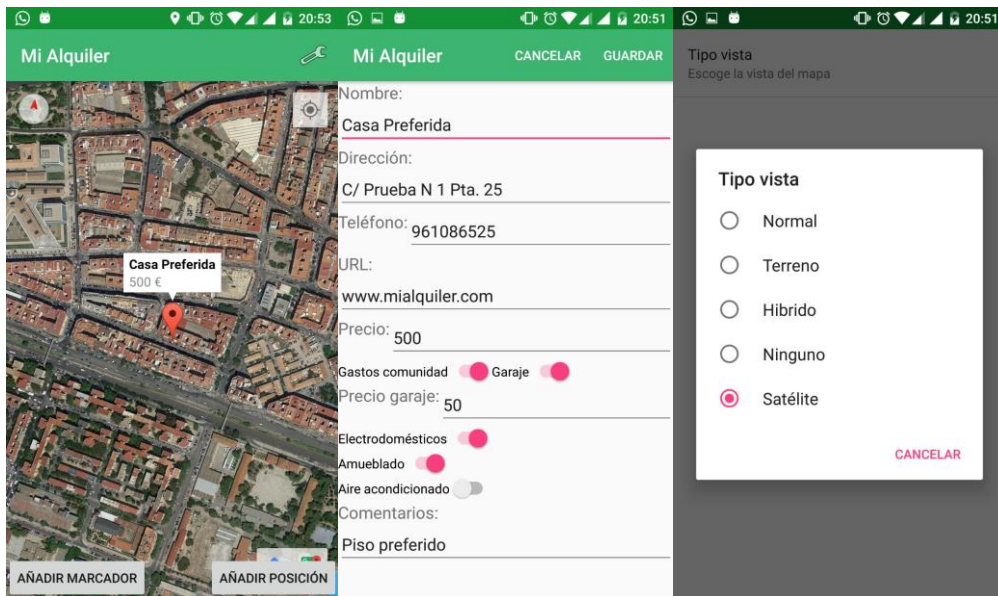 20:53
Mi Alquiler
Casa Preferida
500 €
AÑADIR MARCADOR
AÑADIR POSICIÓN
20:51
Mi Alquiler
CANCELAR
GUARDAR
Nombre:
Casa Preferida
Dirección:
C/ Prueba N 1 Pta. 25
Teléfono: 961086525
URL:
www.mialquiler.com
Precio: 500
Gastos comunidad Garaje
Precio garaje: 50
Electrodomésticos
Amueblado
Aire acondicionado
Comentarios:
Piso preferido
20:51
Tipo vista
Escoge la vista del mapa
Tipo vista
Normal
Terreno
Hibrido
Ninguno
Satélite
CANCELAR